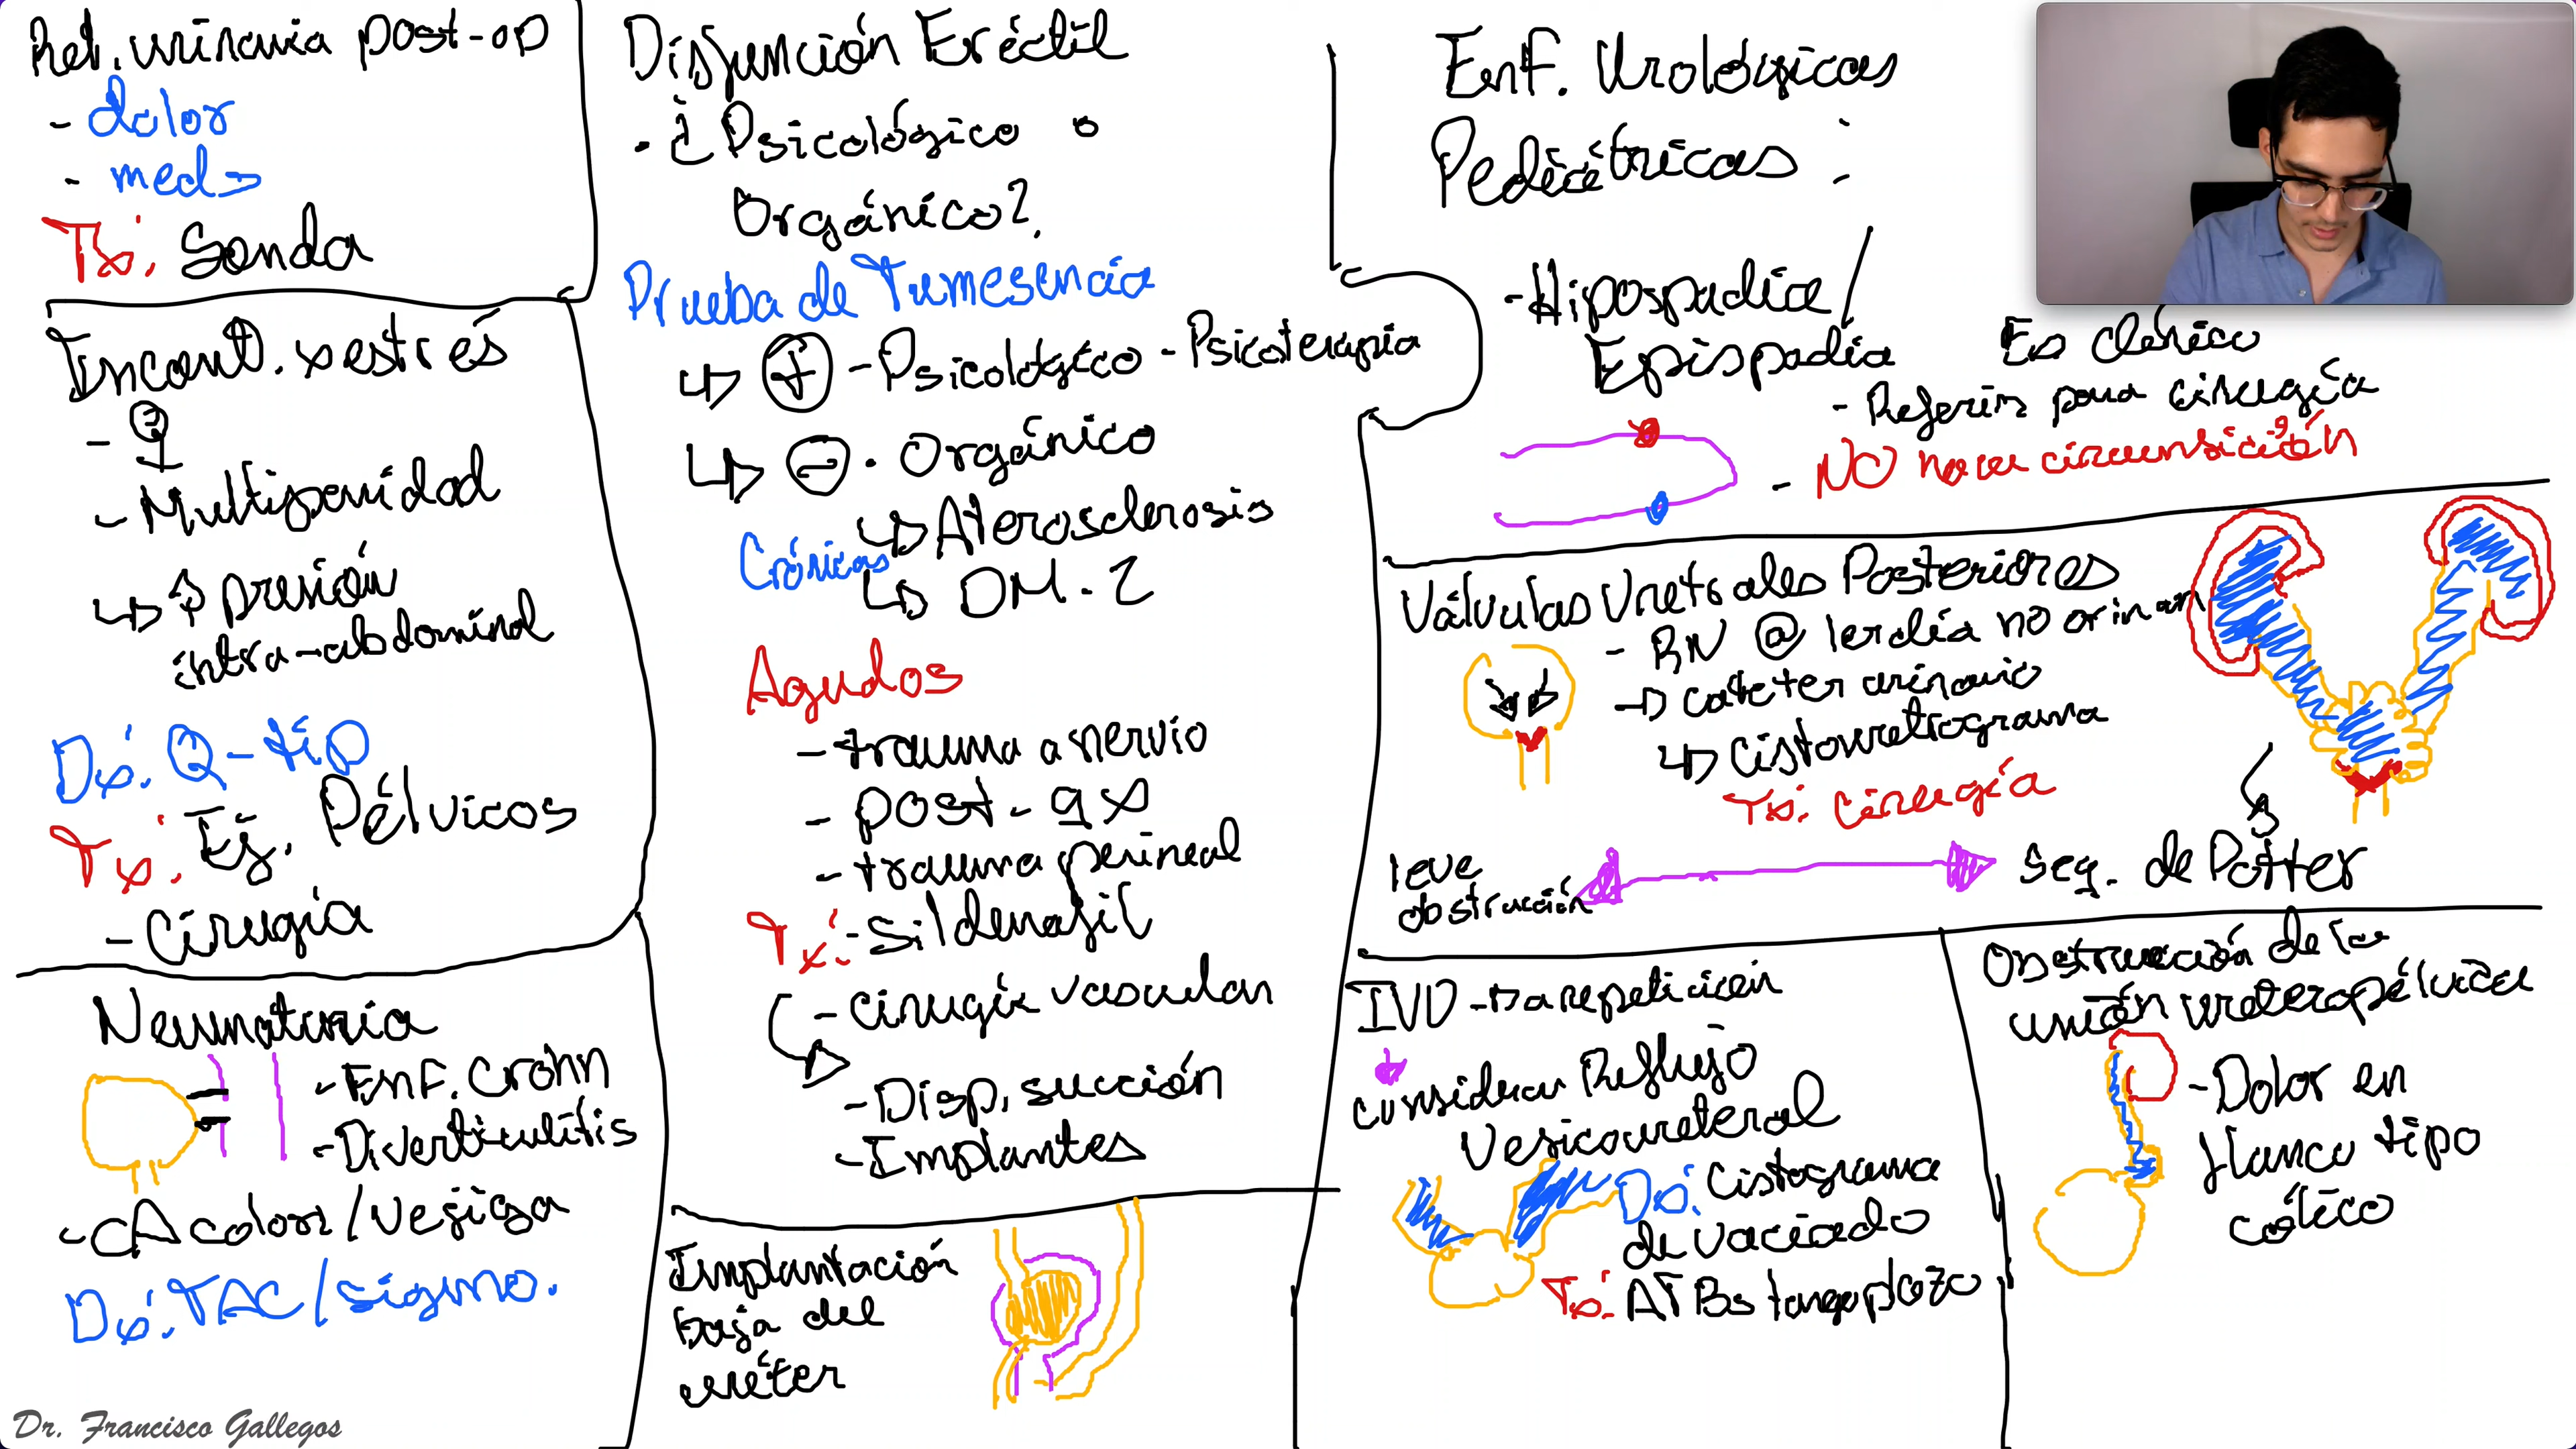 Ret. urinaria post-op
- dolor
- meds
Tx: Sonda
Incont. x estrés
- ♀
- Multiparidad
↳ ↑ presión
intra-abdominal
Dx: Q-tip
Tx: Ej. Pélvicos
- Cirugía
Neumaturia
- Enf. Crohn
- Diverticulitis
- CA colon / vejiga
Dx: TAC / sigmo.
Dr. Francisco Gallegos
Disfunción Eréctil
• ¿Psicológico o
Orgánico?
Prueba de Tumesencia
↳ + - Psicológico - Psicoterapia
↳ - • Orgánico
↳ Aterosclerosis
Crónicas
↳ DM-2
Agudos
- trauma a nervio
- post-qx
- trauma perineal
Tx: - Sildenafil
- cirugía vascular
- Disp. succión
- Implantes
Implantación
baja del
uréter
Enf. Urológicas
Pediátricas:
- Hipospadia /
Epispadia
Es clínico
- Referir para cirugía
- NO hacer circunsición
Válvulas Uretrales Posteriores
- RN @ 1er día no orinan
→ cateter urinario
↳ cistouretrograma
Tx: cirugía
leve
obstrucción
Seq. de Potter
IVU → a repetición
considerar Reflujo
Vesicoureteral
Dx: Cistograma
de vaciado
Tx: ATBs largo plazo
Obstrucción de la
unión ureteropélvica
- Dolor en
flanco tipo
cólico